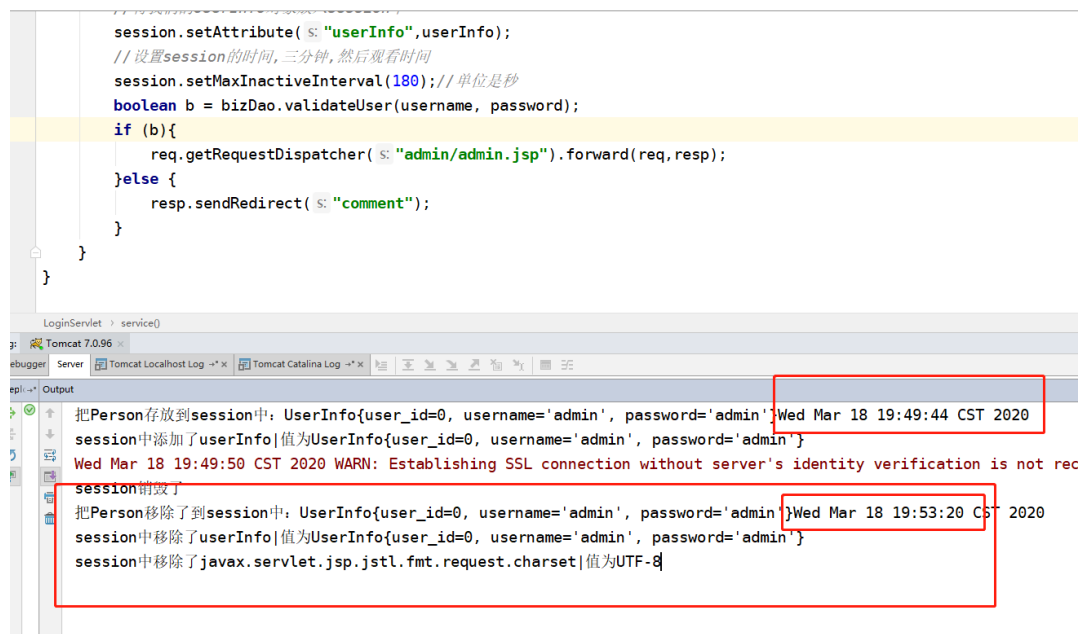 session.setAttribute( s: "userInfo",userInfo);
//设置session的时间,三分钟,然后观看时间
session.setMaxInactiveInterval(180);//单位是秒
boolean b = bizDao.validateUser(username, password);
if (b){
req.getRequestDispatcher( s: "admin/admin.jsp").forward(req,resp);
}else {
resp.sendRedirect( s: "comment");
}
}
}
LoginServlet › service()
g: Tomcat 7.0.96 ×
ebugger Server Tomcat Localhost Log →* × Tomcat Catalina Log →* ×
Output
把Person存放到session中：UserInfo{user_id=0, username='admin', password='admin'}Wed Mar 18 19:49:44 CST 2020
session中添加了userInfo|值为UserInfo{user_id=0, username='admin', password='admin'}
Wed Mar 18 19:49:50 CST 2020 WARN: Establishing SSL connection without server's identity verification is not rec
session销毁了
把Person移除了到session中：UserInfo{user_id=0, username='admin', password='admin'}Wed Mar 18 19:53:20 CST 2020
session中移除了userInfo|值为UserInfo{user_id=0, username='admin', password='admin'}
session中移除了javax.servlet.jsp.jstl.fmt.request.charset|值为UTF-8